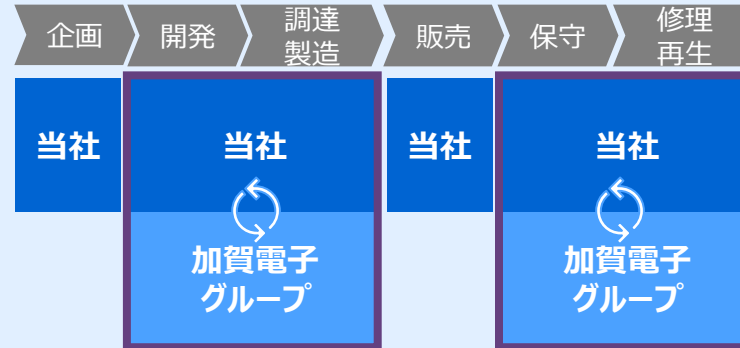 企画
開発
調達
製造
販売
保守
修理
再生
当社
当社
当社
当社
加賀電子
グループ
加賀電子
グループ